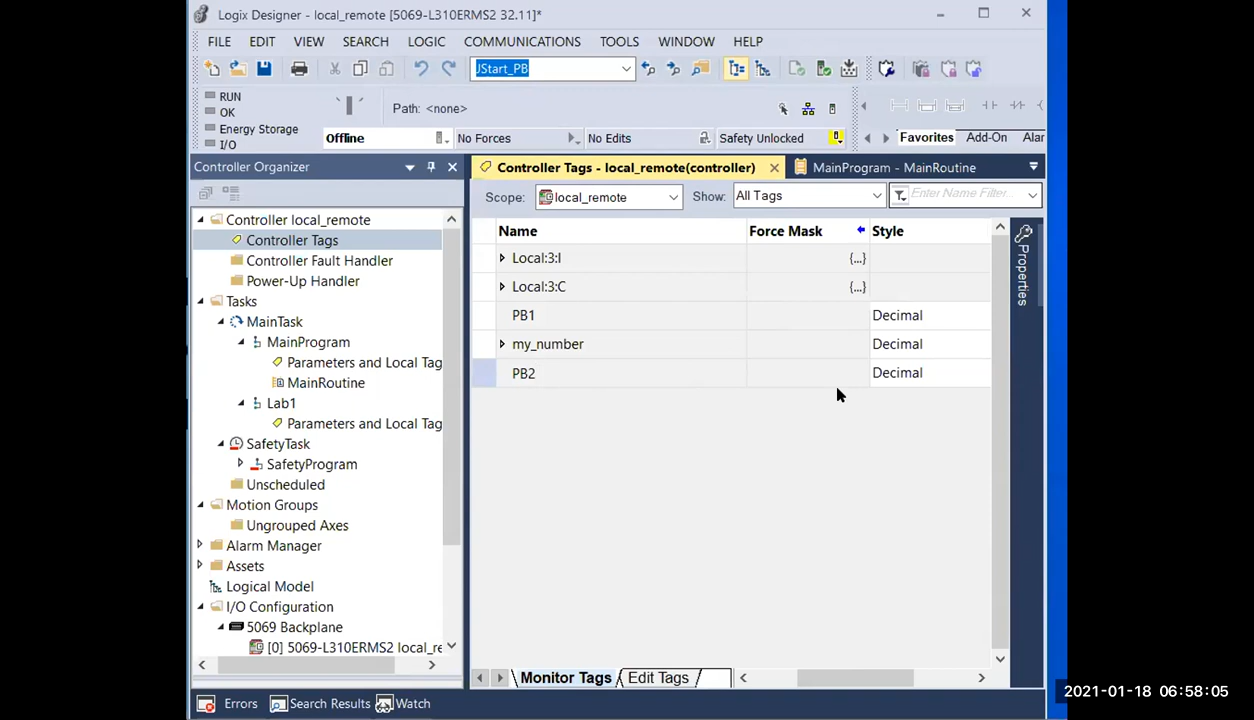 Logix Designer - local_remote [5069-L310ERMS2 32.11]*
FILE EDIT VIEW SEARCH LOGIC COMMUNICATIONS TOOLS WINDOW HELP
JStart_PB
RUN
OK
Energy Storage
I/O
Path: <none>
Offline No Forces No Edits Safety Unlocked
Favorites Add-On Alar
Controller Organizer
Controller Tags - local_remote(controller) MainProgram - MainRoutine
Scope: local_remote Show: All Tags Enter Name Filter...
Controller local_remote
Controller Tags
Controller Fault Handler
Power-Up Handler
Tasks
MainTask
MainProgram
Parameters and Local Tag
MainRoutine
Lab1
Parameters and Local Tag
SafetyTask
SafetyProgram
Unscheduled
Motion Groups
Ungrouped Axes
Alarm Manager
Assets
Logical Model
I/O Configuration
5069 Backplane
[0] 5069-L310ERMS2 local_re
Name Force Mask Style
Local:3:I {...}
Local:3:C {...}
PB1 Decimal
my_number Decimal
PB2 Decimal
Properties
Monitor Tags Edit Tags
Errors Search Results Watch
2021-01-18 06:58:05